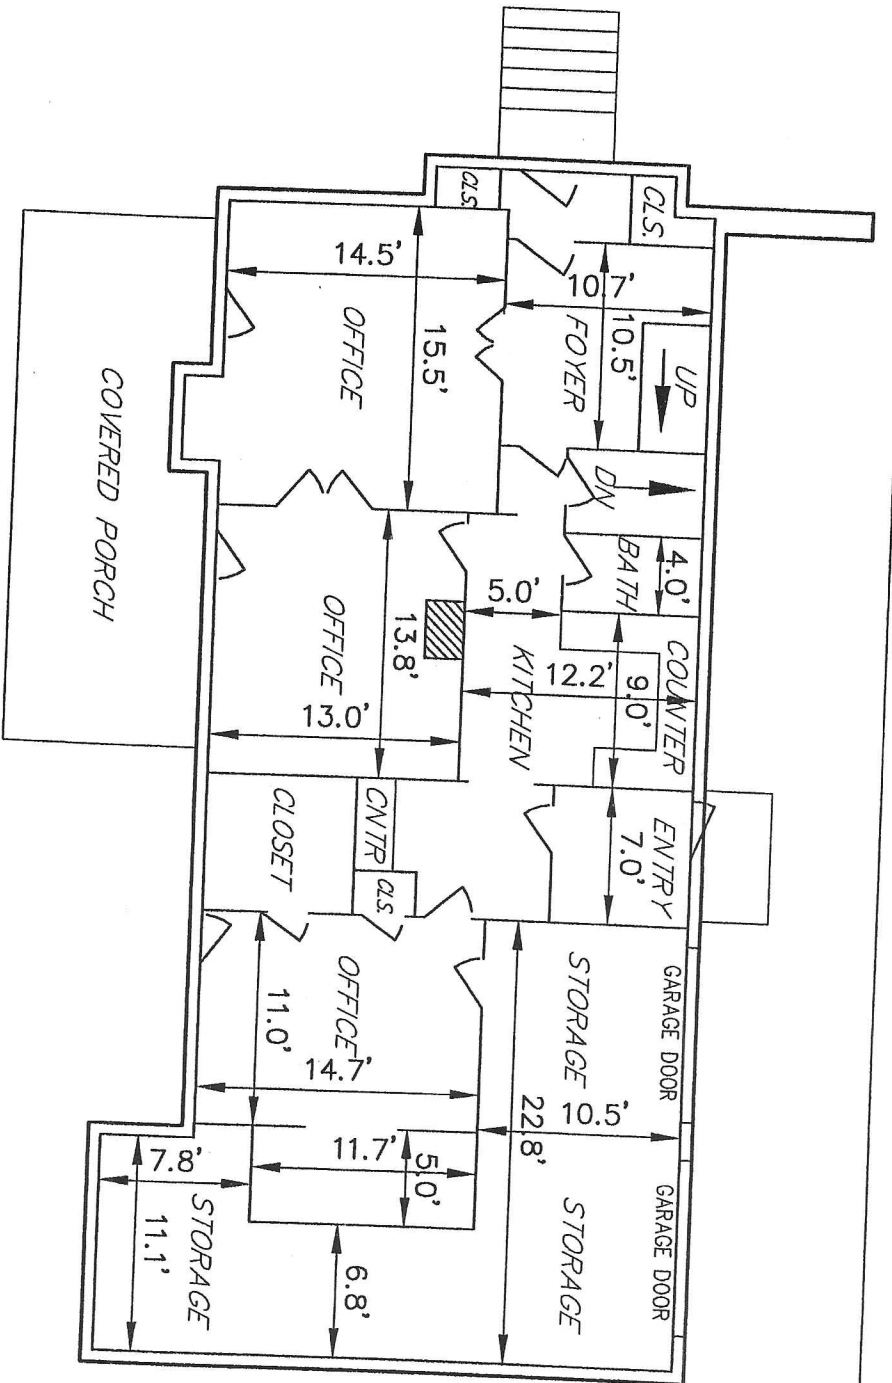 CLS.
CLS.
14.5'
10.7'
OFFICE
15.5'
FOYER
10.5'
UP
DN
COVERED PORCH
BATH
4.0'
5.0'
OFFICE
13.8'
13.0'
KITCHEN
12.2'
9.0'
COUNTER
CLOSET
CNTR
CLS.
ENTRY
7.0'
OFFICE
11.0'
14.7'
STORAGE
GARAGE DOOR
10.5'
22.8'
11.7'
5.0'
7.8'
11.1'
STORAGE
6.8'
STORAGE
GARAGE DOOR